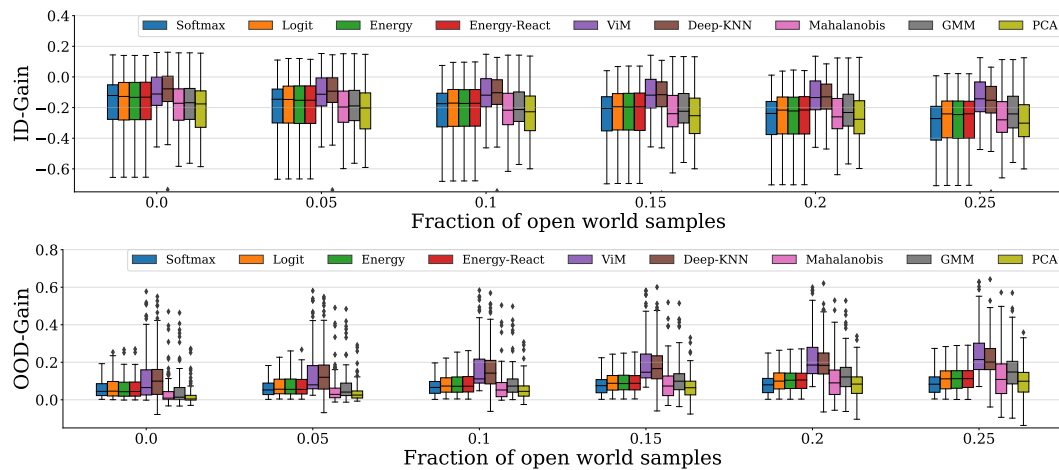 0.4
Softmax Logit Energy Energy-React ViM Deep-KNN Mahalanobis GMM PCA
0.2
0.0
−0.2
−0.4
−0.6
ID-Gain
0.0 0.05 0.1 0.15 0.2 0.25
Fraction of open world samples
0.8
Softmax Logit Energy Energy-React ViM Deep-KNN Mahalanobis GMM PCA
0.6
0.4
0.2
0.0
OOD-Gain
0.0 0.05 0.1 0.15 0.2 0.25
Fraction of open world samples